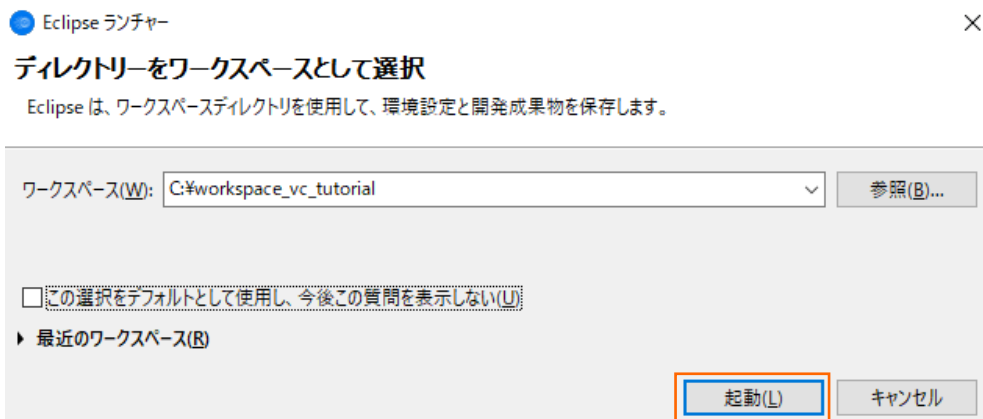 Eclipse ランチャー
ディレクトリーをワークスペースとして選択
Eclipse は、ワークスペースディレクトリを使用して、環境設定と開発成果物を保存します。
ワークスペース(W): C:¥workspace_vc_tutorial 参照(B)...
この選択をデフォルトとして使用し、今後この質問を表示しない(U)
最近のワークスペース(R)
起動(L) キャンセル